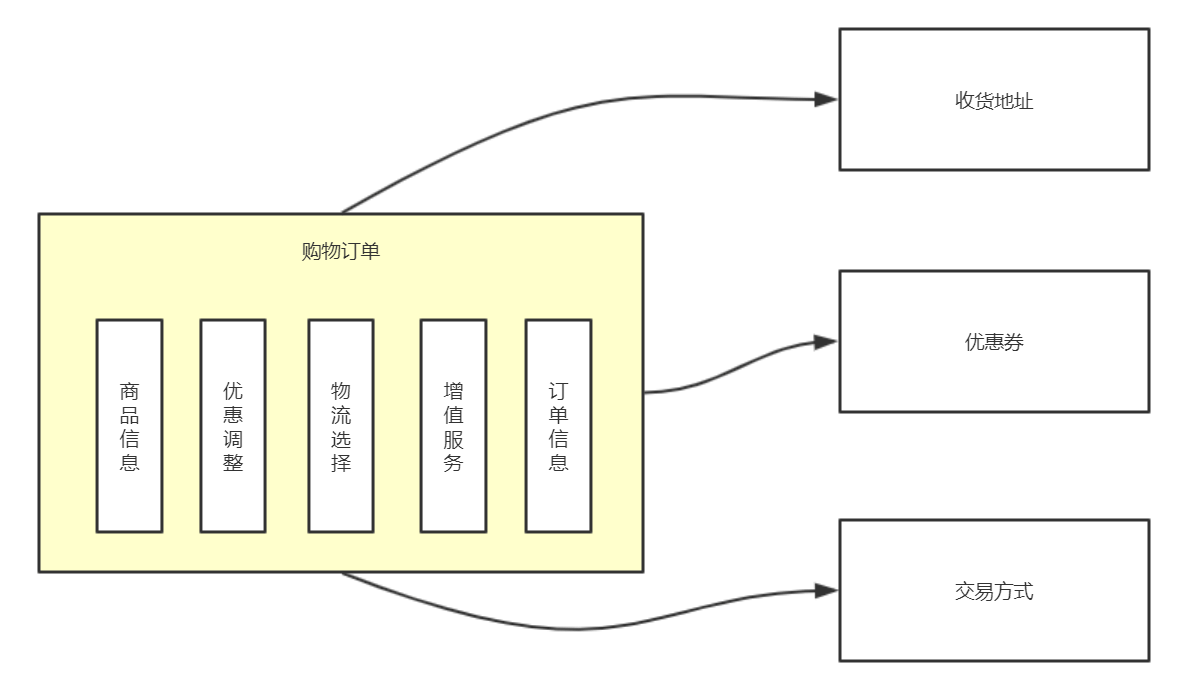 收货地址
购物订单
商品信息
优惠调整
物流选择
增值服务
订单信息
优惠券
交易方式